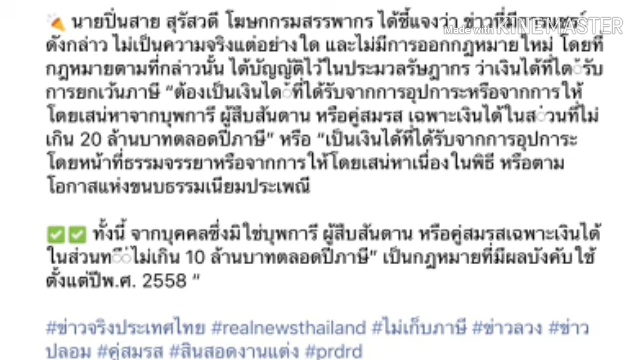 นายปิ่นสาย สุรัสวดี โฆษกกรมสรรพากร ได้ชี้แจงว่า ข่าวที่มีการแชร์
Made with KINEMASTER
ดังกล่าว ไม่เป็นความจริงแต่อย่างใด และไม่มีการออกกฎหมายใหม่ โดยที่
กฎหมายตามที่กล่าวนั้น ได้บัญญัติไว้ในประมวลรัษฎากร ว่าเงินได้ที่ได้รับ
การยกเว้นภาษี “ต้องเป็นเงินได้ที่ได้รับจากการอุปการะหรือจากการให้
โดยเสน่หาจากบุพการี ผู้สืบสันดาน หรือคู่สมรส เฉพาะเงินได้ในส่วนที่ไม่
เกิน 20 ล้านบาทตลอดปีภาษี” หรือ “เป็นเงินได้ที่ได้รับจากการอุปการะ
โดยหน้าที่ธรรมจรรยาหรือจากการให้โดยเสน่หาเนื่องในพิธี หรือตาม
โอกาสแห่งขนบธรรมเนียมประเพณี
✅✅ ทั้งนี้ จากบุคคลซึ่งมิใช่บุพการี ผู้สืบสันดาน หรือคู่สมรสเฉพาะเงินได้
ในส่วนที่ไม่เกิน 10 ล้านบาทตลอดปีภาษี” เป็นกฎหมายที่มีผลบังคับใช้
ตั้งแต่ปีพ.ศ. 2558 “
#ข่าวจริงประเทศไทย #realnewsthailand #ไม่เก็บภาษี #ข่าวลวง #ข่าว
ปลอม #คู่สมรส #สินสอดงานแต่ง #prdrd